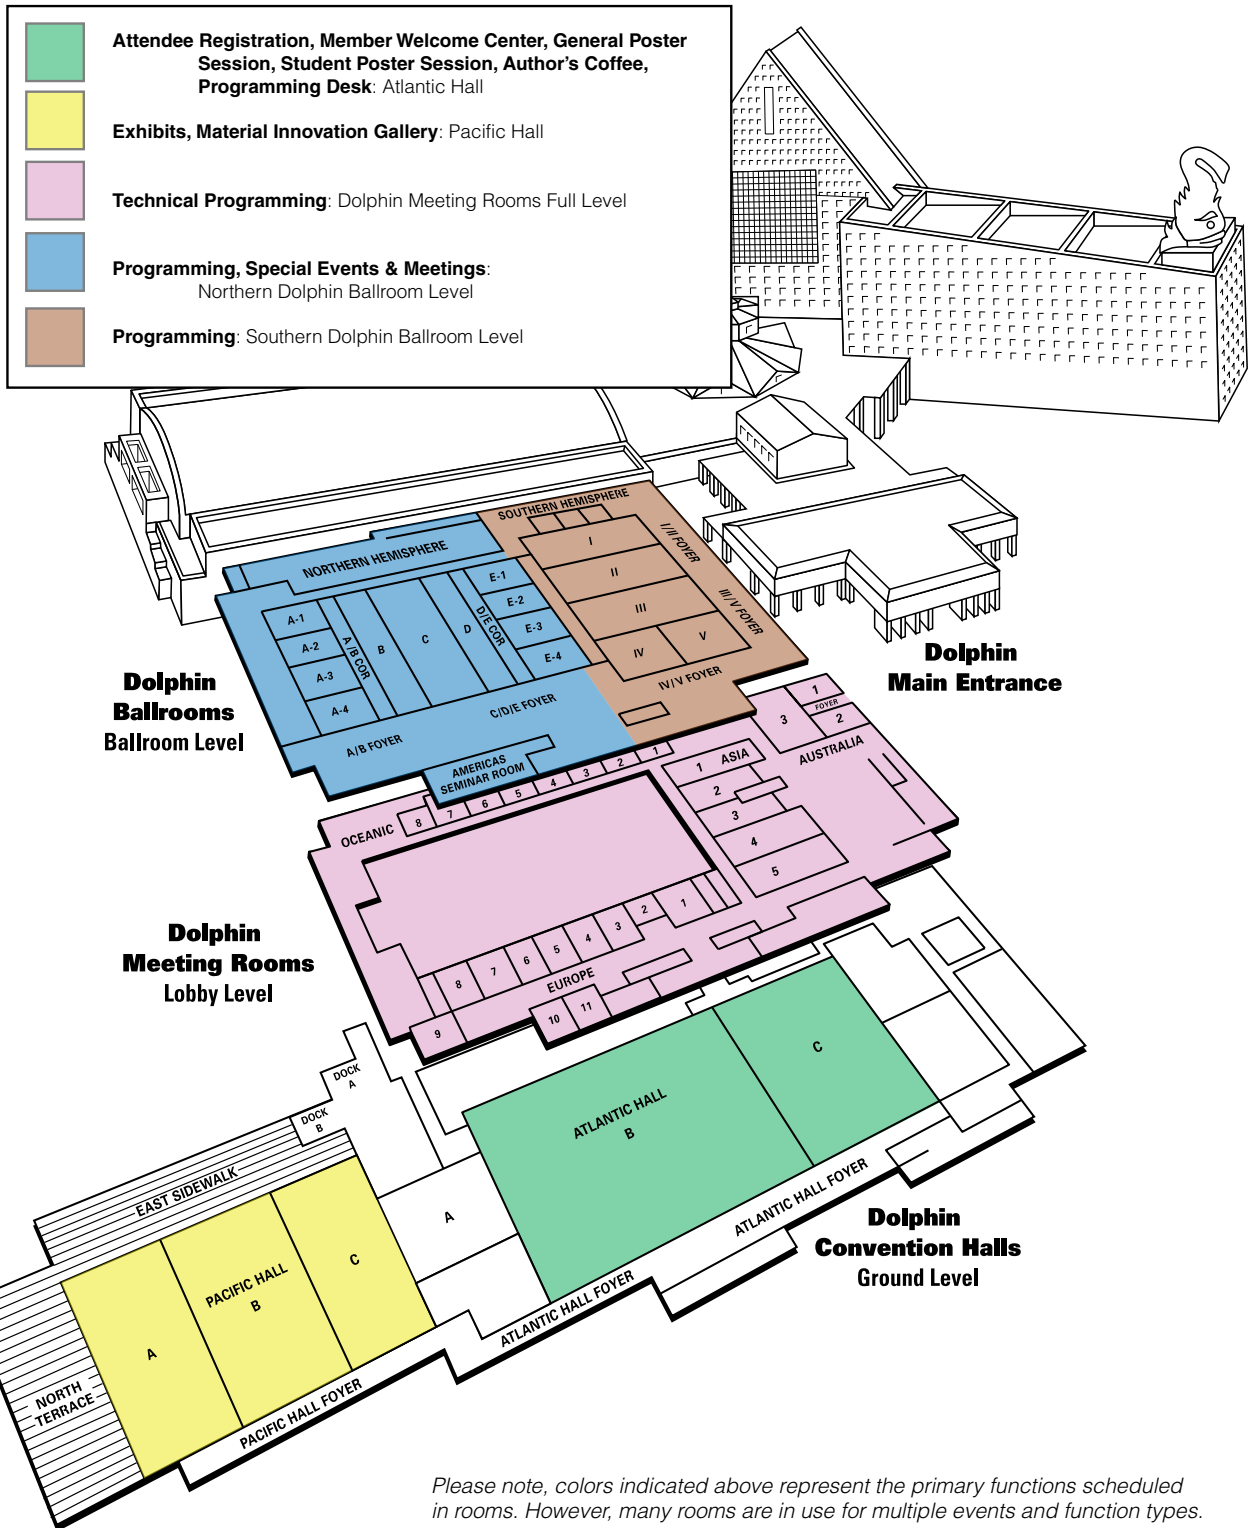 Attendee Registration, Member Welcome Center, General Poster
Session, Student Poster Session, Author's Coffee,
Programming Desk: Atlantic Hall
Exhibits, Material Innovation Gallery: Pacific Hall
Technical Programming: Dolphin Meeting Rooms Full Level
Programming, Special Events & Meetings:
Northern Dolphin Ballroom Level
Programming: Southern Dolphin Ballroom Level
SOUTHERN HEMISPHERE
I
II
III
IV
V
I/II FOYER
III/V FOYER
IV/V FOYER
NORTHERN HEMISPHERE
A-1
A-2
A-3
A-4
A/B COR
B
C
D
D/E COR
E-1
E-2
E-3
E-4
C/D/E FOYER
A/B FOYER
AMERICAS
SEMINAR ROOM
Dolphin
Ballrooms
Ballroom Level
Dolphin
Main Entrance
1
FOYER
2
3
AUSTRALIA
1 ASIA
2
3
4
5
OCEANIC
8
7
6
5
4
3
2
1
1
2
3
4
5
6
7
8
EUROPE
9
10
11
Dolphin
Meeting Rooms
Lobby Level
DOCK
A
DOCK
B
EAST SIDEWALK
ATLANTIC HALL
B
C
A
ATLANTIC HALL FOYER
ATLANTIC HALL FOYER
Dolphin
Convention Halls
Ground Level
PACIFIC HALL
B
C
A
NORTH
TERRACE
PACIFIC HALL FOYER
Please note, colors indicated above represent the primary functions scheduled
in rooms. However, many rooms are in use for multiple events and function types.